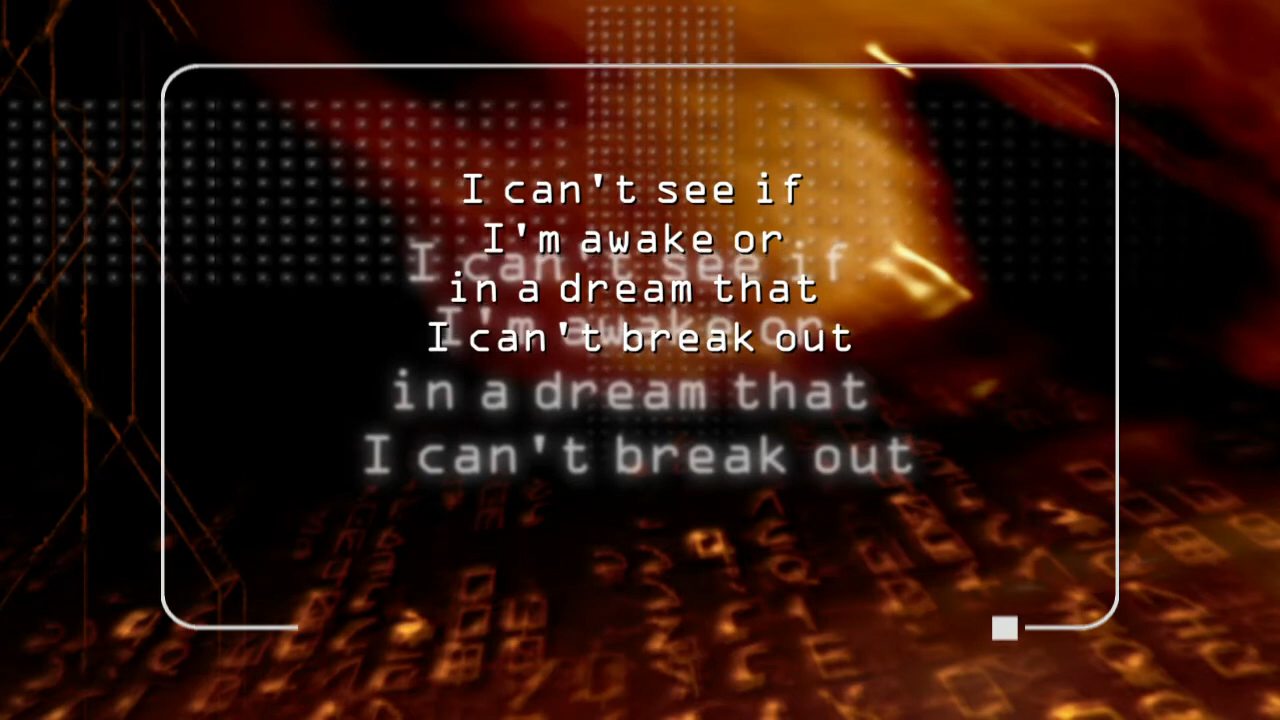 I can't see if
I'm awake or
in a dream that
I can't break out
I can't see if
I'm awake or
in a dream that
I can't break out